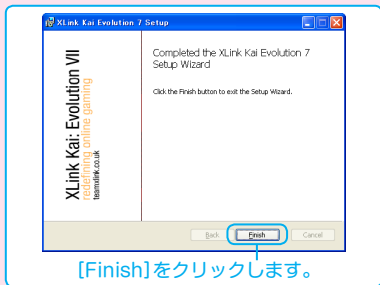 XLink Kai Evolution 7 Setup
XLink Kai: Evolution VII
redefining online gaming
teamxlink.co.uk
Completed the XLink Kai Evolution 7
Setup Wizard
Click the Finish button to exit the Setup Wizard.
Back
Finish
Cancel
[Finish]をクリックします。